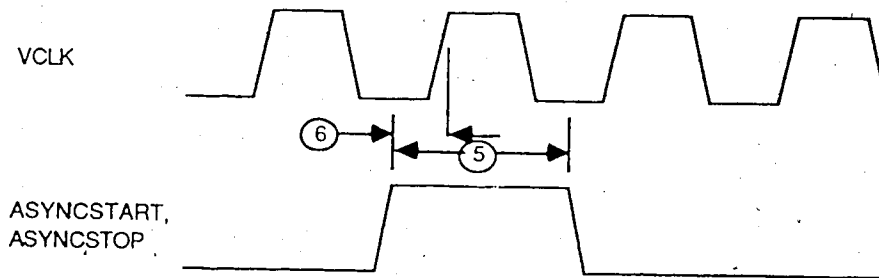 VCLK
6
5
ASYNCSTART,
ASYNCSTOP